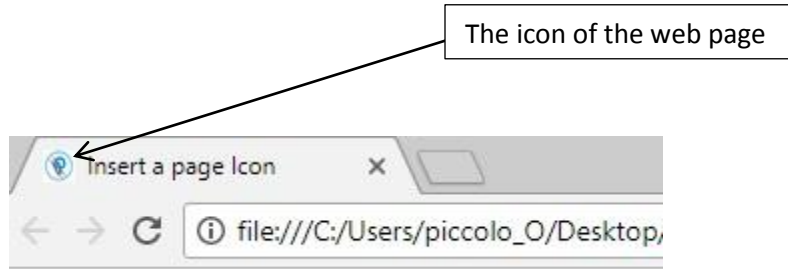 The icon of the web page
Insert a page Icon
file:///C:/Users/piccolo_O/Desktop/